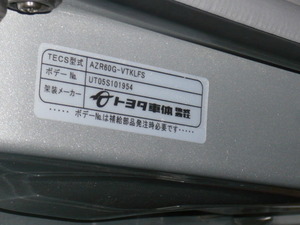 TECS型式 AZR60G-VTKLFS
ボデー № UT05S101954
架装メーカー トヨタ車体 株式会社
･････ボデー№は補給部品発注時必要です･････